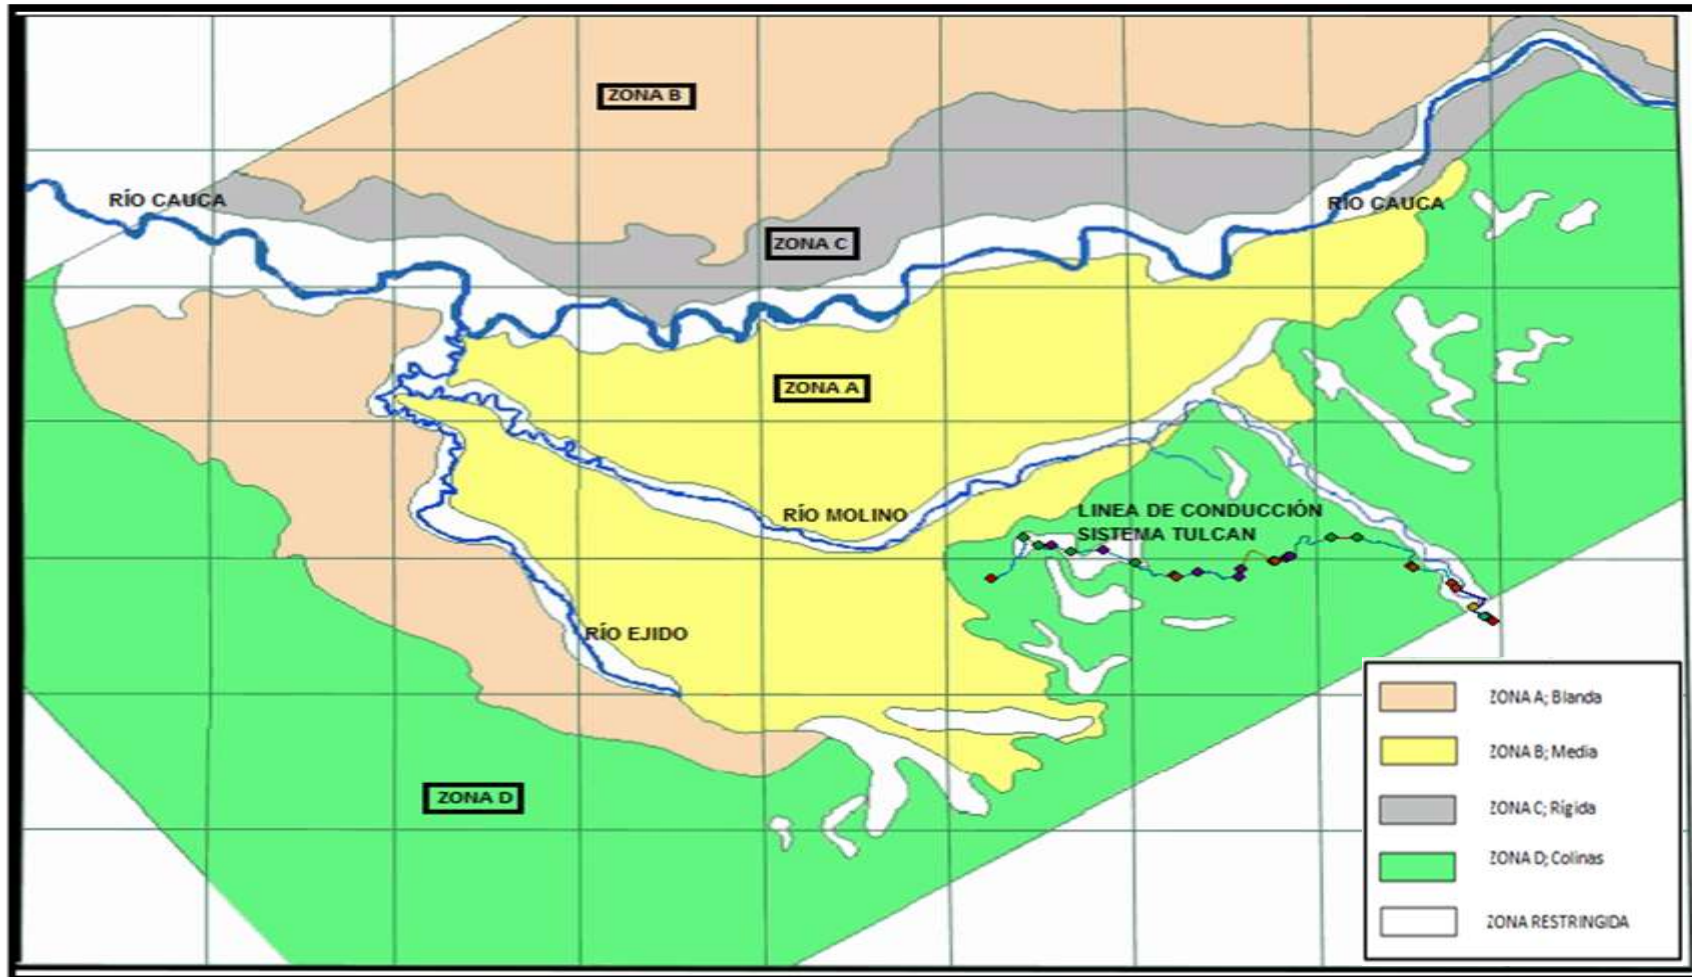 ZONA B
RÍO CAUCA
RÍO CAUCA
ZONA C
ZONA A
RÍO MOLINO
LINEA DE CONDUCCIÓN
SISTEMA TULCAN
RÍO EJIDO
ZONA D
ZONA A; Blanda
ZONA B; Media
ZONA C; Rígida
ZONA D; Colinas
ZONA RESTRINGIDA